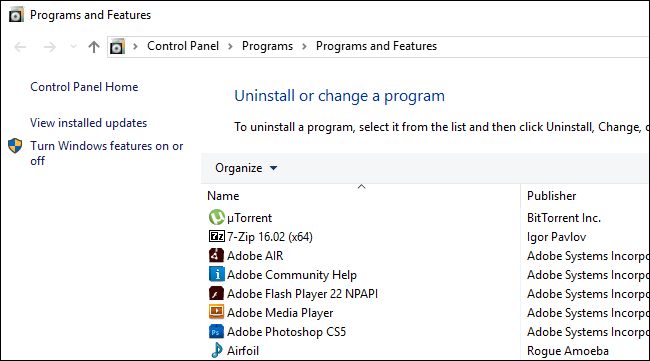 Programs and Features
Control Panel > Programs > Programs and Features
Control Panel Home
View installed updates
Turn Windows features on or
off
Uninstall or change a program
To uninstall a program, select it from the list and then click Uninstall, Change,
Organize
Name Publisher
µTorrent BitTorrent Inc.
7-Zip 16.02 (x64) Igor Pavlov
Adobe AIR Adobe Systems Incorpo
Adobe Community Help Adobe Systems Incorpo
Adobe Flash Player 22 NPAPI Adobe Systems Incorpo
Adobe Media Player Adobe Systems Incorpo
Ps Adobe Photoshop CS5 Adobe Systems Incorpo
Airfoil Rogue Amoeba